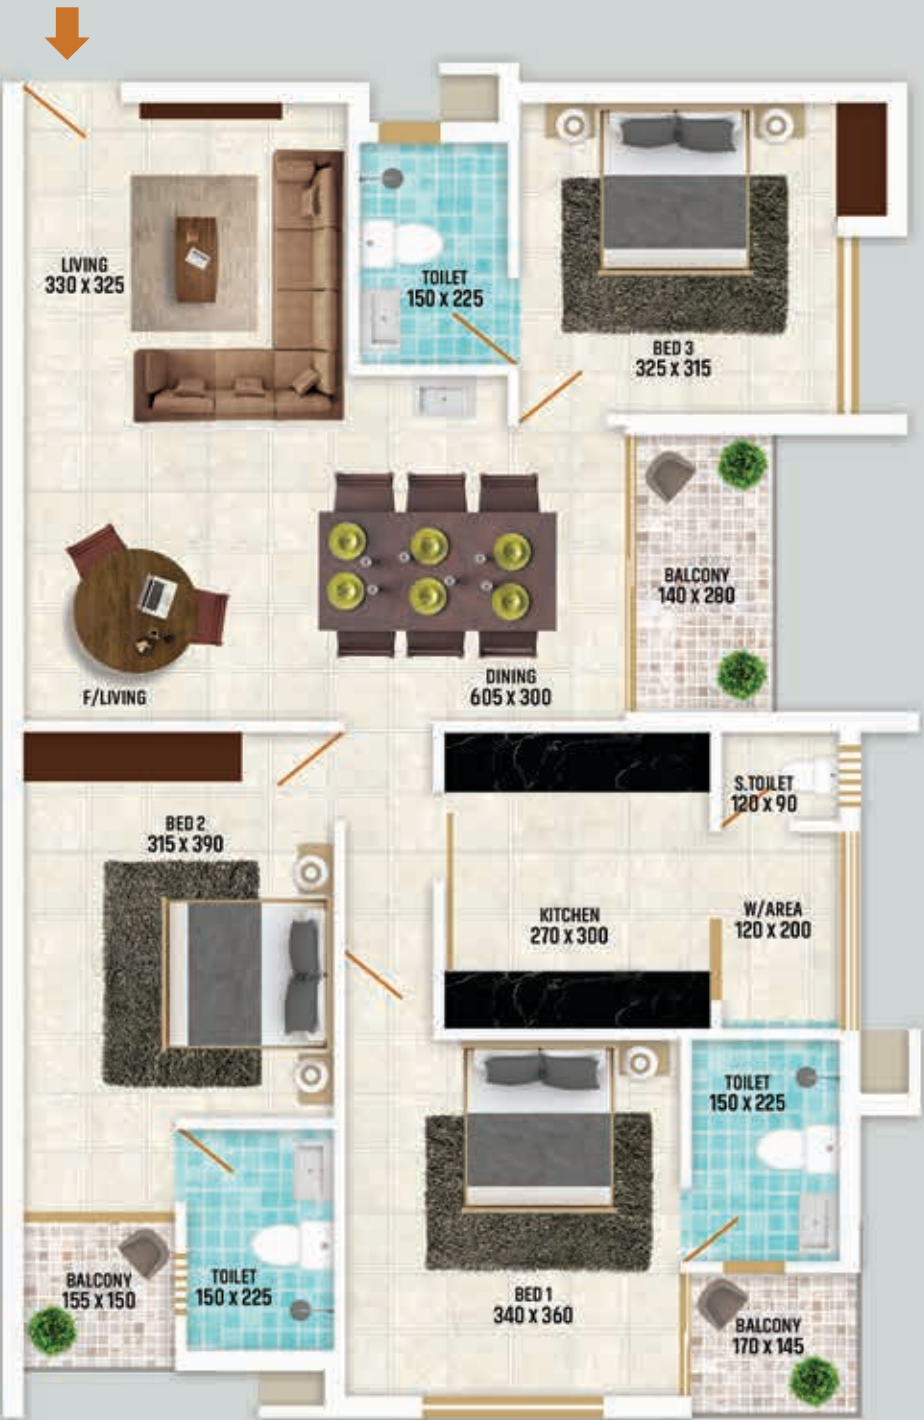 LIVING
330 X 325
TOILET
150 X 225
BED 3
325 X 315
BALCONY
140 X 280
F/LIVING
DINING
605 X 300
S.TOILET
120 X 90
BED 2
315 X 390
KITCHEN
270 X 300
W/AREA
120 X 200
TOILET
150 X 225
BALCONY
155 X 150
TOILET
150 X 225
BED 1
340 X 360
BALCONY
170 X 145